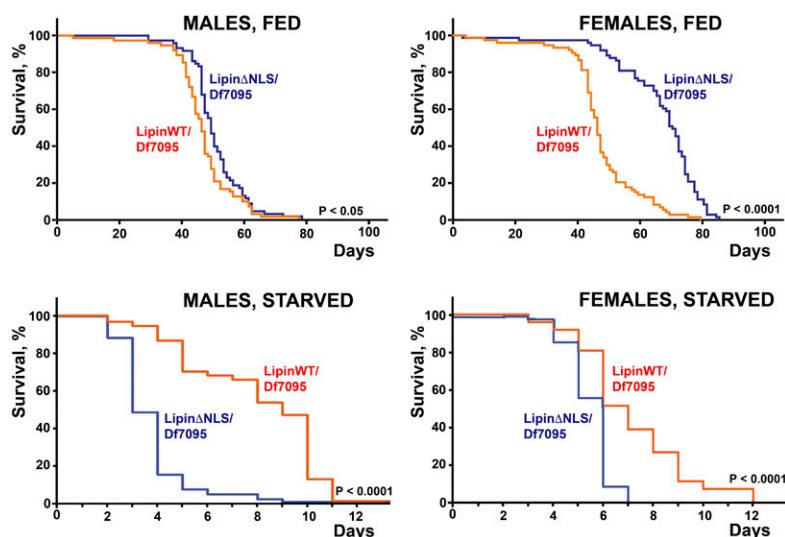 MALES, FED
Survival, %
100
80
60
40
20
0
LipinΔNLS/
Df7095
LipinWT/
Df7095
P < 0.05
0 20 40 60 80 100
Days
FEMALES, FED
Survival, %
100
80
60
40
20
0
LipinΔNLS/
Df7095
LipinWT/
Df7095
P < 0.0001
0 20 40 60 80 100
Days
MALES, STARVED
Survival, %
100
80
60
40
20
0
LipinWT/
Df7095
LipinΔNLS/
Df7095
P < 0.0001
0 2 4 6 8 10 12
Days
FEMALES, STARVED
Survival, %
100
80
60
40
20
0
LipinWT/
Df7095
LipinΔNLS/
Df7095
P < 0.0001
0 2 4 6 8 10 12
Days